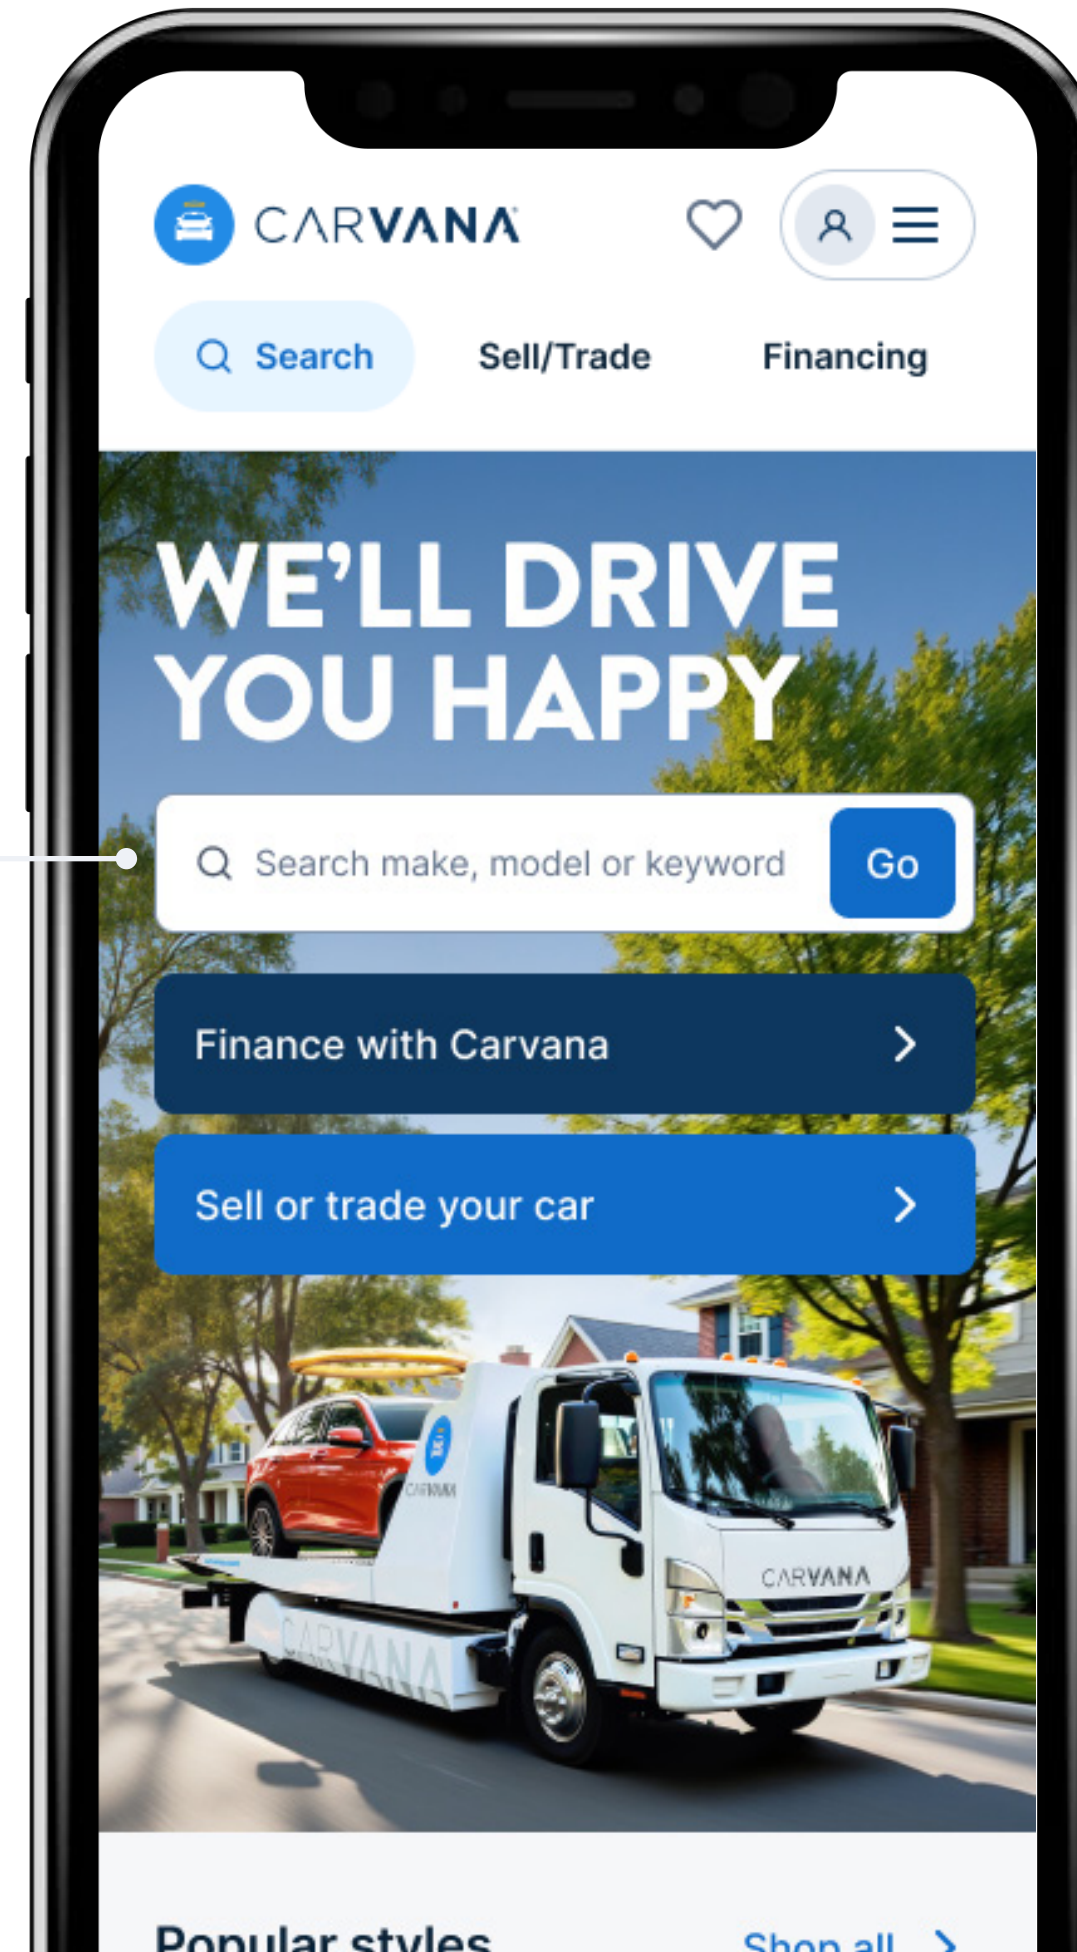 CARVANA
Search
Sell/Trade
Financing
WE'LL DRIVE
YOU HAPPY
Search make, model or keyword
Go
Finance with Carvana
Sell or trade your car
CARVANA
CARVANA
CARVANA
Popular styles
Shop all